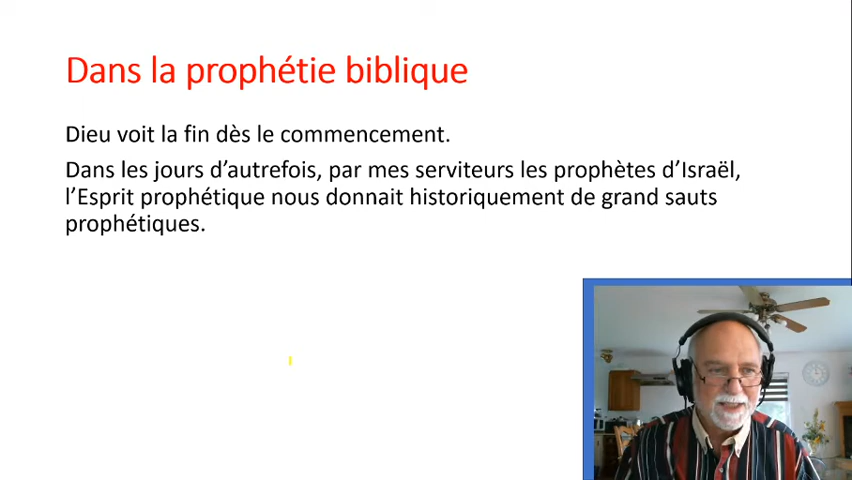 Dans la prophétie biblique
Dieu voit la fin dès le commencement.
Dans les jours d’autrefois, par mes serviteurs les prophètes d’Israël,
l’Esprit prophétique nous donnait historiquement de grand sauts
prophétiques.